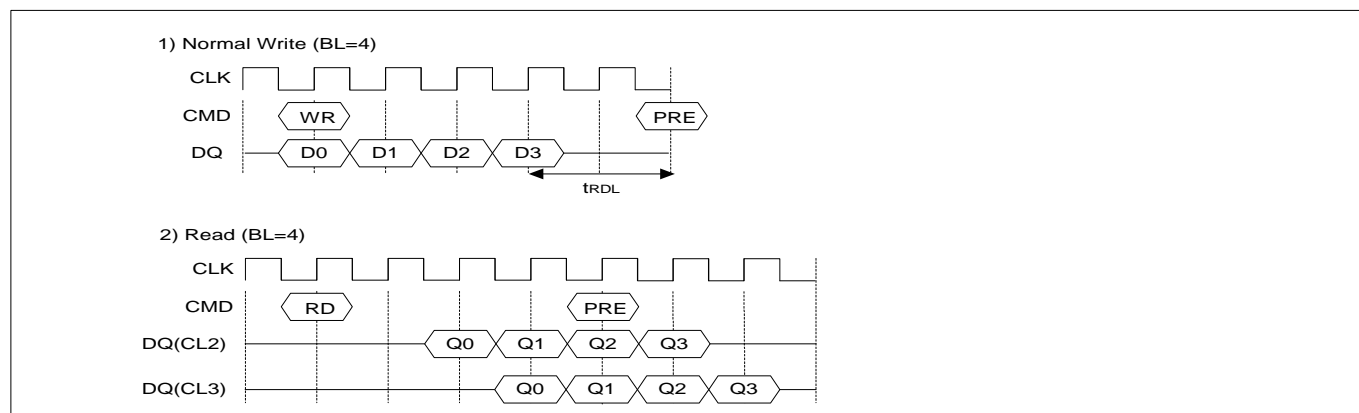 1) Normal Write (BL=4)
CLK
CMD WR PRE
DQ D0 D1 D2 D3
tRDL
2) Read (BL=4)
CLK
CMD RD PRE
DQ(CL2) Q0 Q1 Q2 Q3
DQ(CL3) Q0 Q1 Q2 Q3